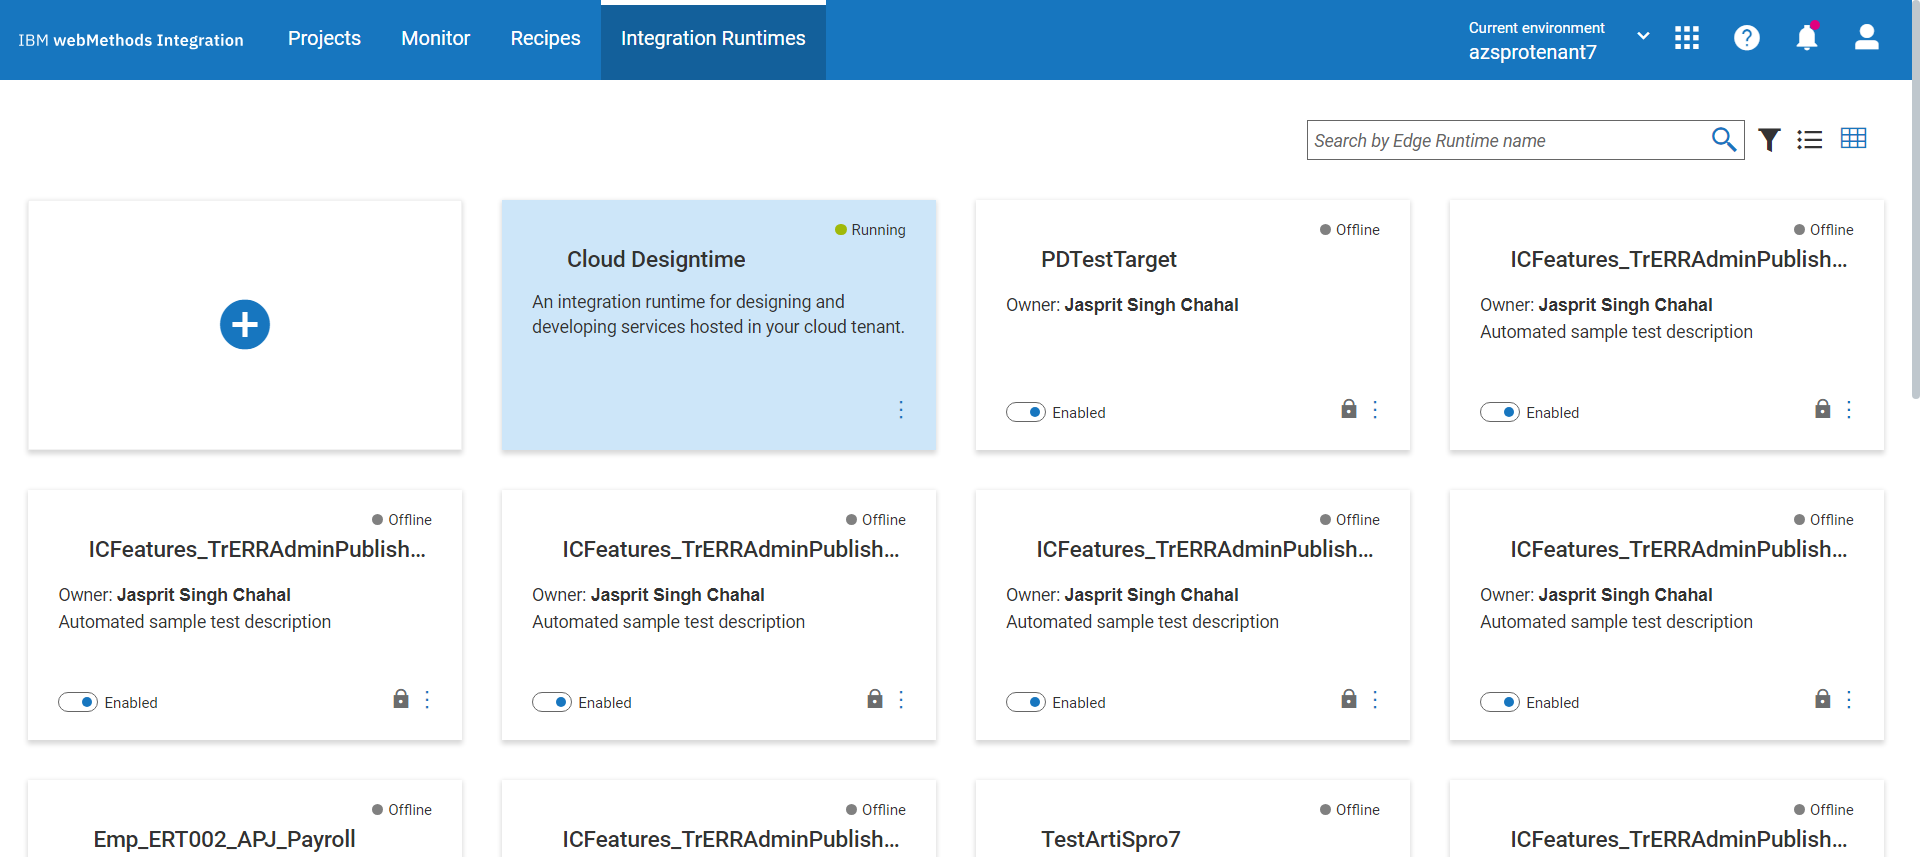 IBM webMethods Integration
Projects
Monitor
Recipes
Integration Runtimes
Current environment
azsprotenant7
Search by Edge Runtime name
Running
Cloud Designtime
An integration runtime for designing and
developing services hosted in your cloud tenant.
Offline
PDTestTarget
Owner: Jasprit Singh Chahal
Enabled
Offline
ICFeatures_TrERRAdminPublish...
Owner: Jasprit Singh Chahal
Automated sample test description
Enabled
Offline
ICFeatures_TrERRAdminPublish...
Owner: Jasprit Singh Chahal
Automated sample test description
Enabled
Offline
ICFeatures_TrERRAdminPublish...
Owner: Jasprit Singh Chahal
Automated sample test description
Enabled
Offline
ICFeatures_TrERRAdminPublish...
Owner: Jasprit Singh Chahal
Automated sample test description
Enabled
Offline
ICFeatures_TrERRAdminPublish...
Owner: Jasprit Singh Chahal
Automated sample test description
Enabled
Offline
Emp_ERT002_APJ_Payroll
Offline
ICFeatures_TrERRAdminPublish...
Offline
TestArtiSpro7
Offline
ICFeatures_TrERRAdminPublish...